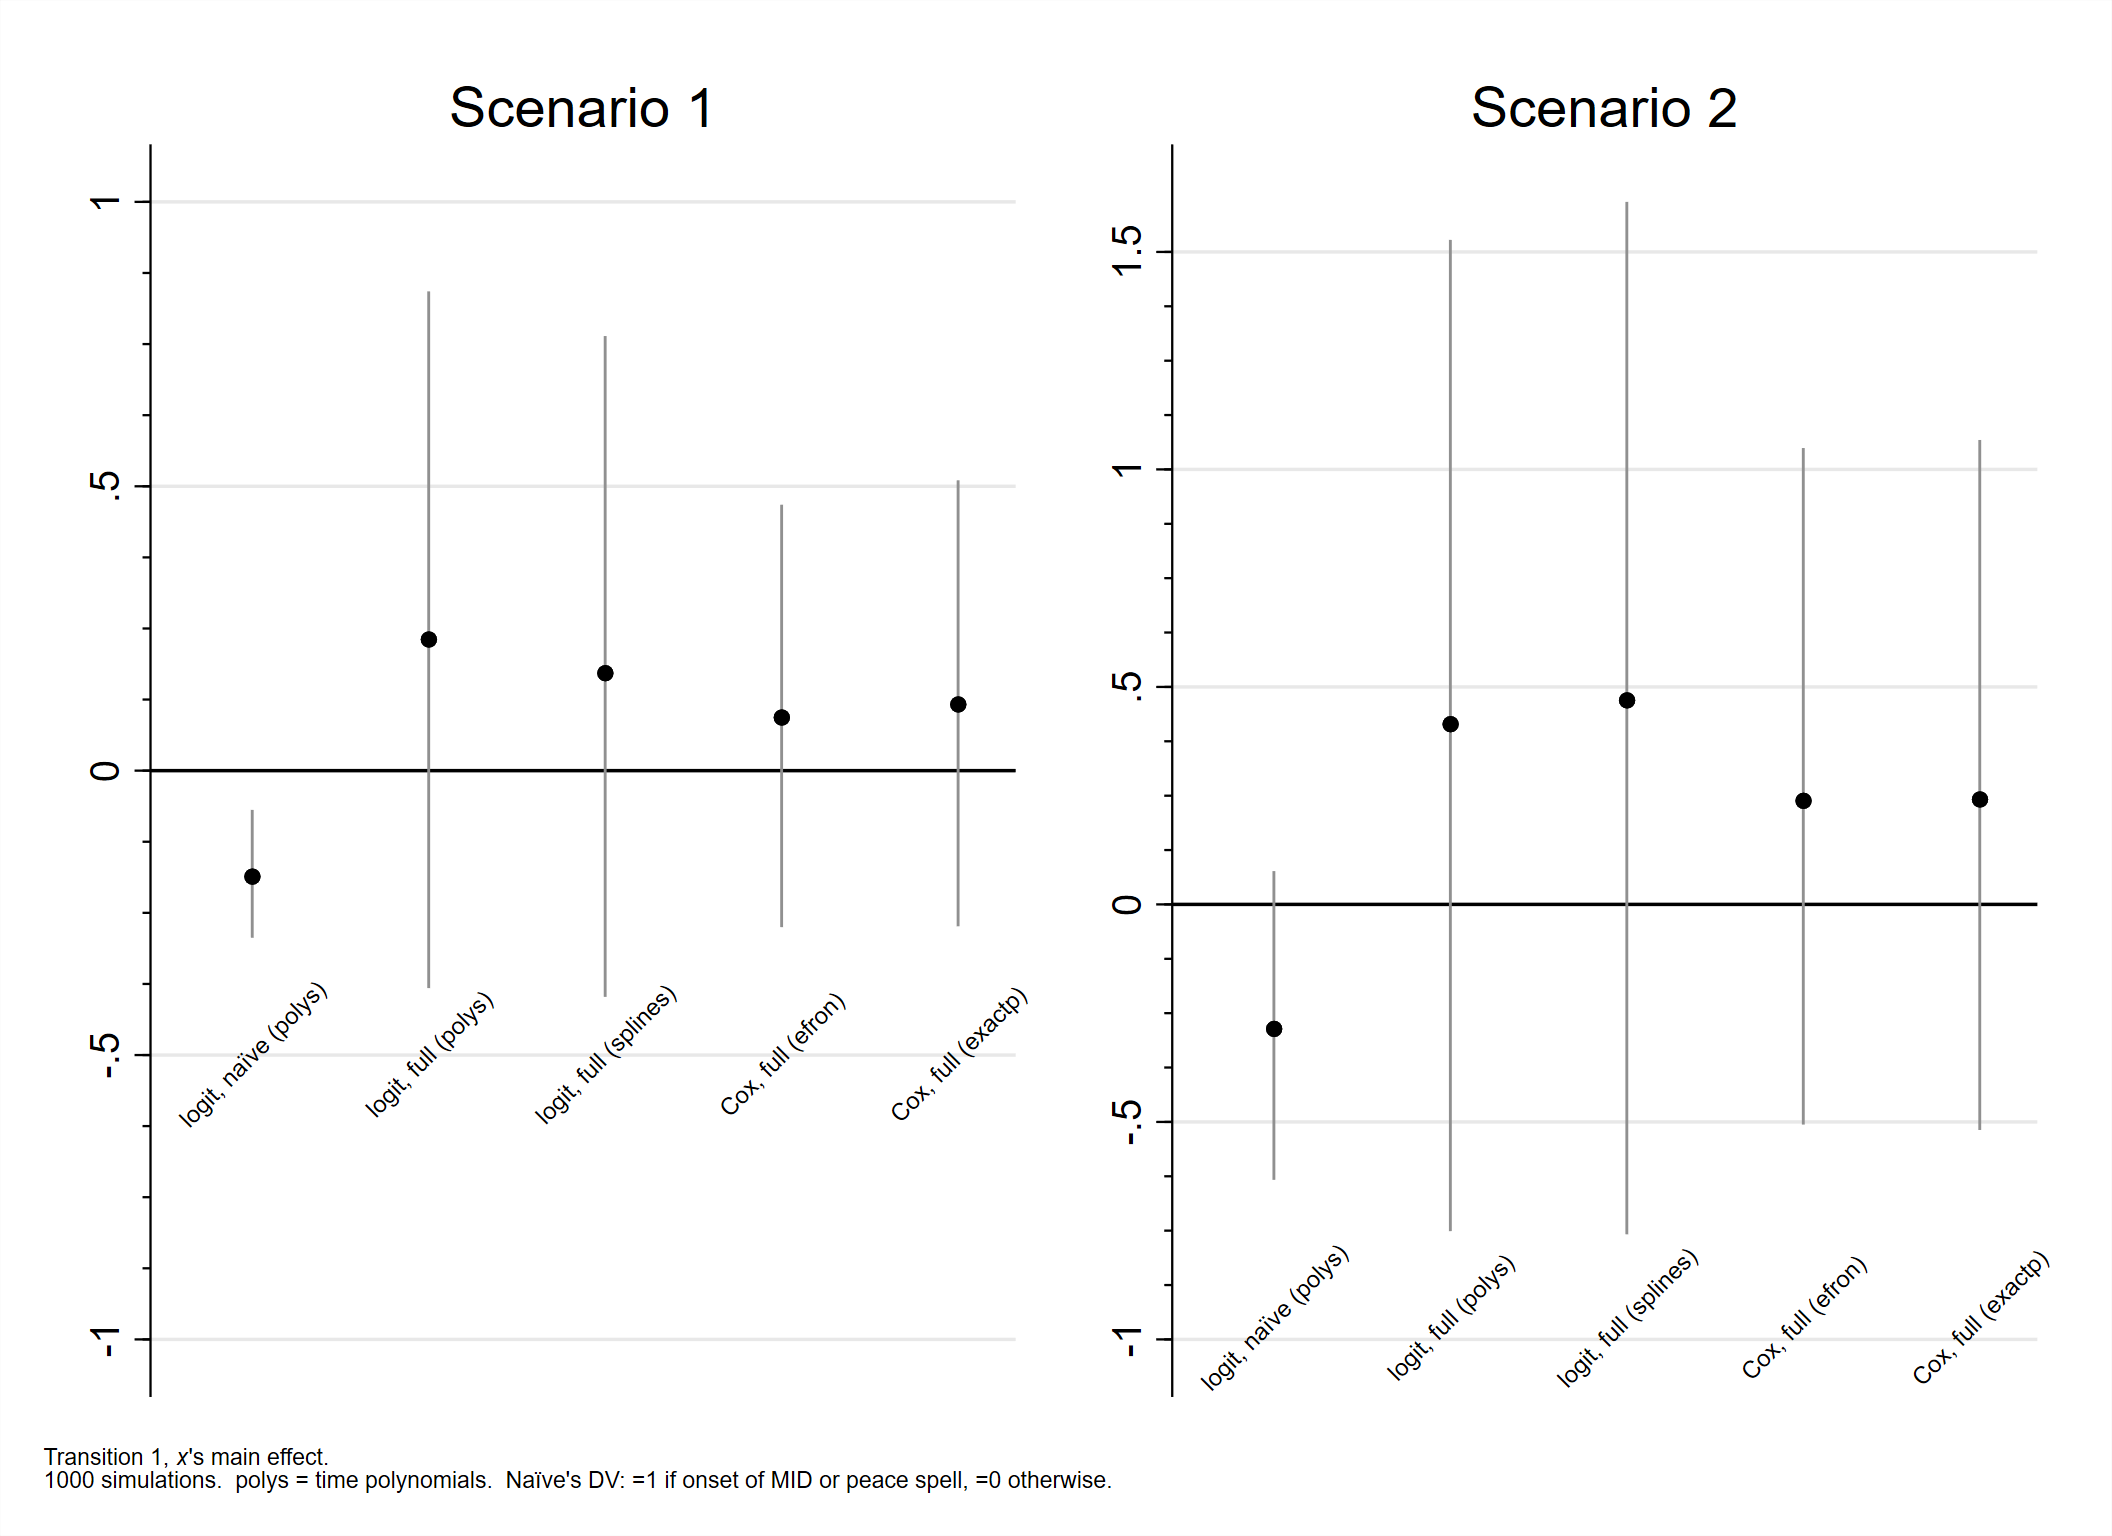 Scenario 1
1
.5
0
-.5
-1
logit, naïve (polys)
logit, full (polys)
logit, full (splines)
Cox, full (efron)
Cox, full (exactp)
Scenario 2
1.5
1
.5
0
-.5
-1
logit, naïve (polys)
logit, full (polys)
logit, full (splines)
Cox, full (efron)
Cox, full (exactp)
Transition 1, x's main effect.
1000 simulations.  polys = time polynomials.  Naïve's DV: =1 if onset of MID or peace spell, =0 otherwise.